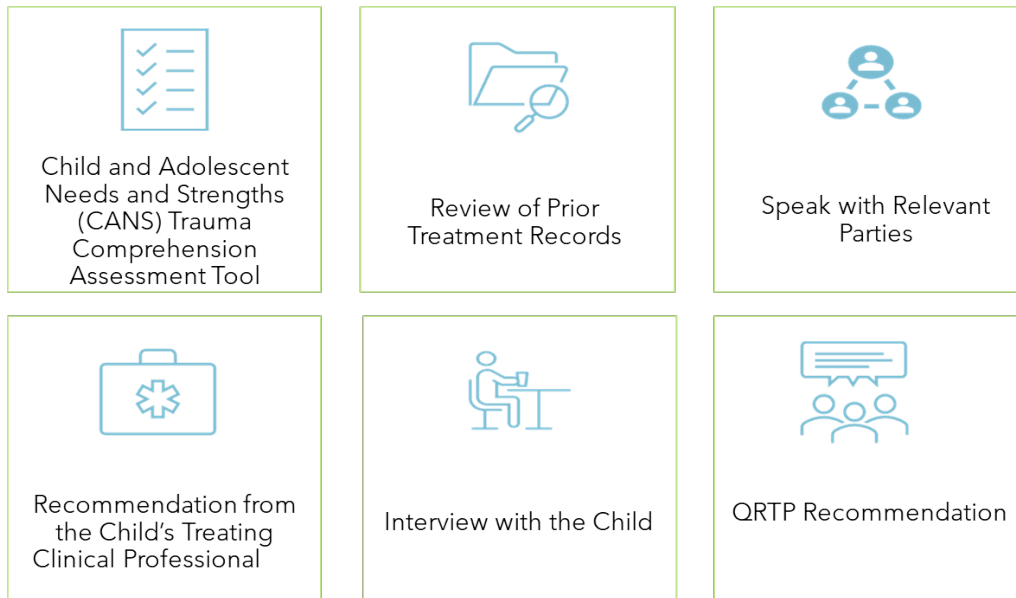 Child and Adolescent
Needs and Strengths
(CANS) Trauma
Comprehension
Assessment Tool
Review of Prior
Treatment Records
Speak with Relevant
Parties
Recommendation from
the Child's Treating
Clinical Professional
Interview with the Child
QRTP Recommendation